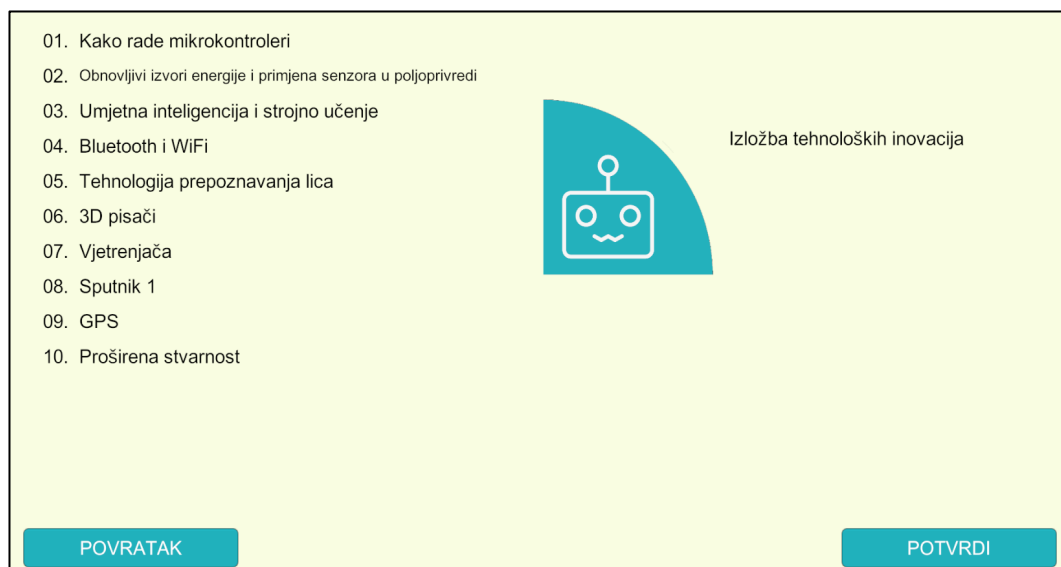 01. Kako rade mikrokontroleri
02. Obnovljivi izvori energije i primjena senzora u poljoprivredi
03. Umjetna inteligencija i strojno učenje
04. Bluetooth i WiFi
05. Tehnologija prepoznavanja lica
06. 3D pisači
07. Vjetrenjača
08. Sputnik 1
09. GPS
10. Proširena stvarnost
Izložba tehnoloških inovacija
POVRATAK
POTVRDI